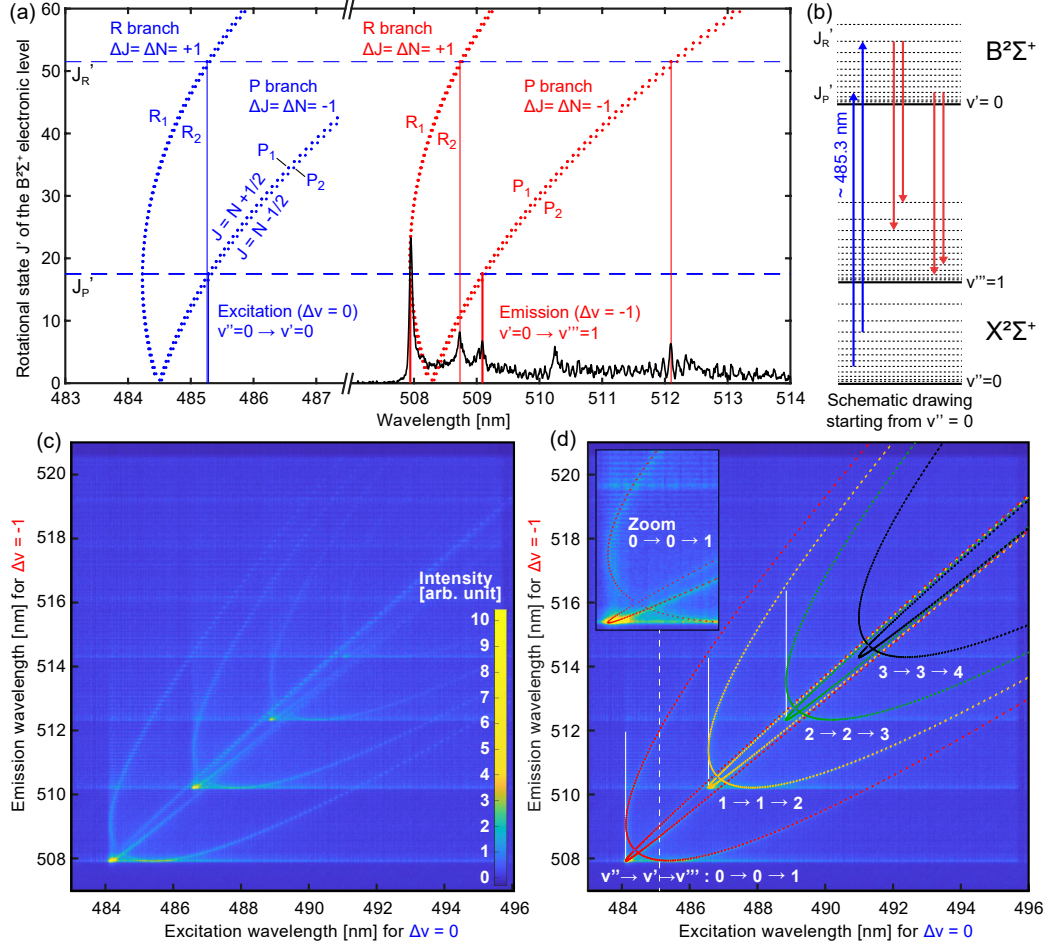 (a)
60
50
40
30
20
10
0
Rotational state J' of the B²Σ⁺ electronic level
R branch
ΔJ= ΔN= +1
P branch
ΔJ= ΔN= -1
J_R'
R₁
R₂
P₁
P₂
J = N +1/2
J = N -1/2
J_P'
Excitation (Δv = 0)
v''=0 → v'=0
R branch
ΔJ= ΔN= +1
P branch
ΔJ= ΔN= -1
R₁
R₂
P₁
P₂
Emission (Δv = -1)
v'=0 → v'''=1
483 484 485 486 487 508 509 510 511 512 513 514
Wavelength [nm]
(b)
J_R'
B²Σ⁺
J_P'
v'= 0
~ 485.3 nm
v'''=1
X²Σ⁺
v''=0
Schematic drawing
starting from v'' = 0
(c)
520
518
516
514
512
510
508
Emission wavelength [nm] for Δv = -1
Intensity
[arb. unit]
10
9
8
7
6
5
4
3
2
1
0
484 486 488 490 492 494 496
Excitation wavelength [nm] for Δv = 0
(d)
520
518
516
514
512
510
508
Emission wavelength [nm] for Δv = -1
Zoom
0 → 0 → 1
3 → 3 → 4
2 → 2 → 3
1 → 1 → 2
v''→ v'→v''' : 0 → 0 → 1
484 486 488 490 492 494 496
Excitation wavelength [nm] for Δv = 0